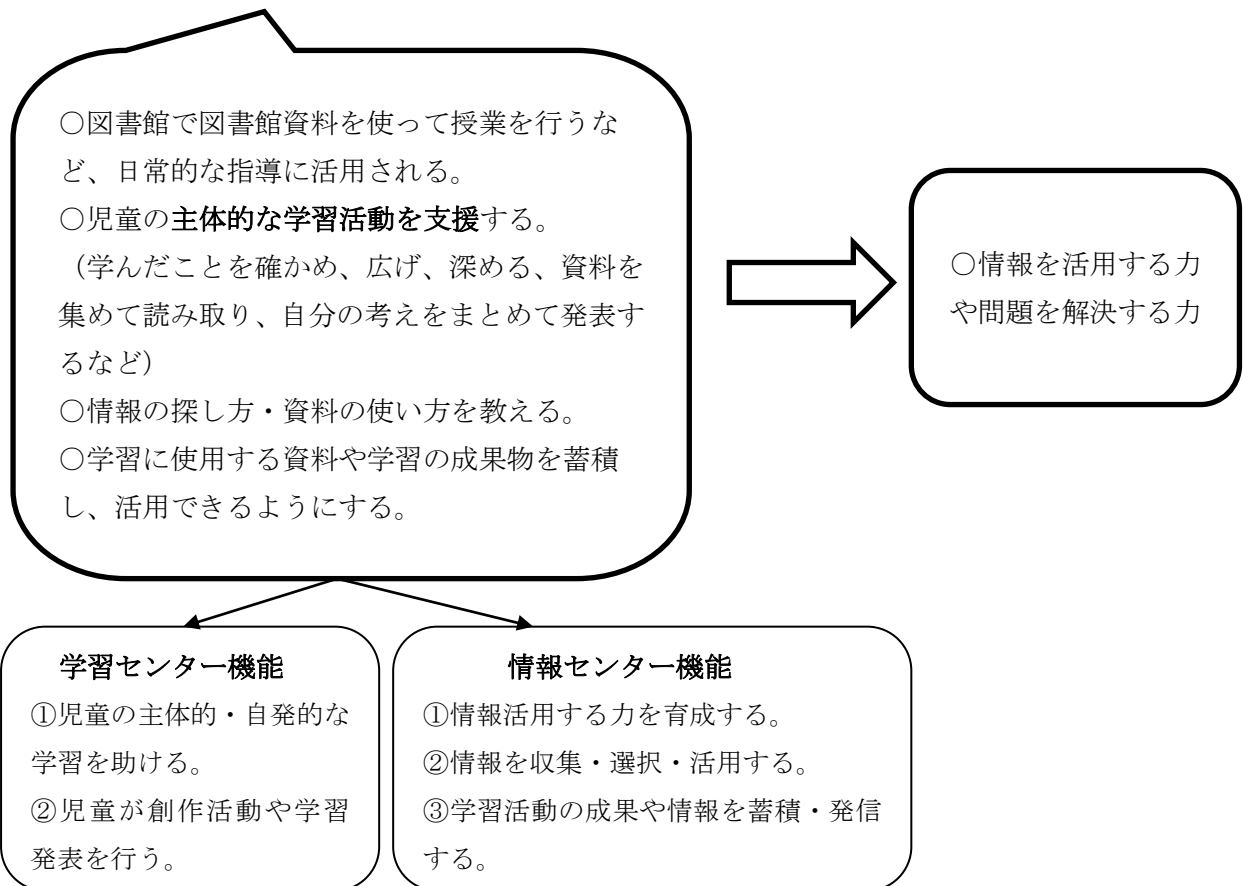 ○図書館で図書館資料を使って授業を行うな
ど、日常的な指導に活用される。
○児童の主体的な学習活動を支援する。
（学んだことを確かめ、広げ、深める、資料を
集めて読み取り、自分の考えをまとめて発表す
るなど）
○情報の探し方・資料の使い方を教える。
○学習に使用する資料や学習の成果物を蓄積
し、活用できるようにする。
○情報を活用する力
や問題を解決する力
学習センター機能
①児童の主体的・自発的な
学習を助ける。
②児童が創作活動や学習
発表を行う。
情報センター機能
①情報活用する力を育成する。
②情報を収集・選択・活用する。
③学習活動の成果や情報を蓄積・発信
する。